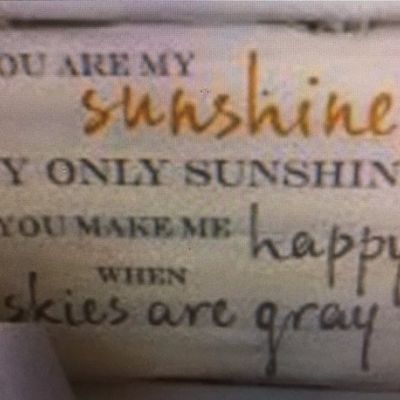 OU ARE MY
sunshine
Y ONLY SUNSHIN
YOU MAKE ME happy
WHEN
skies are gray